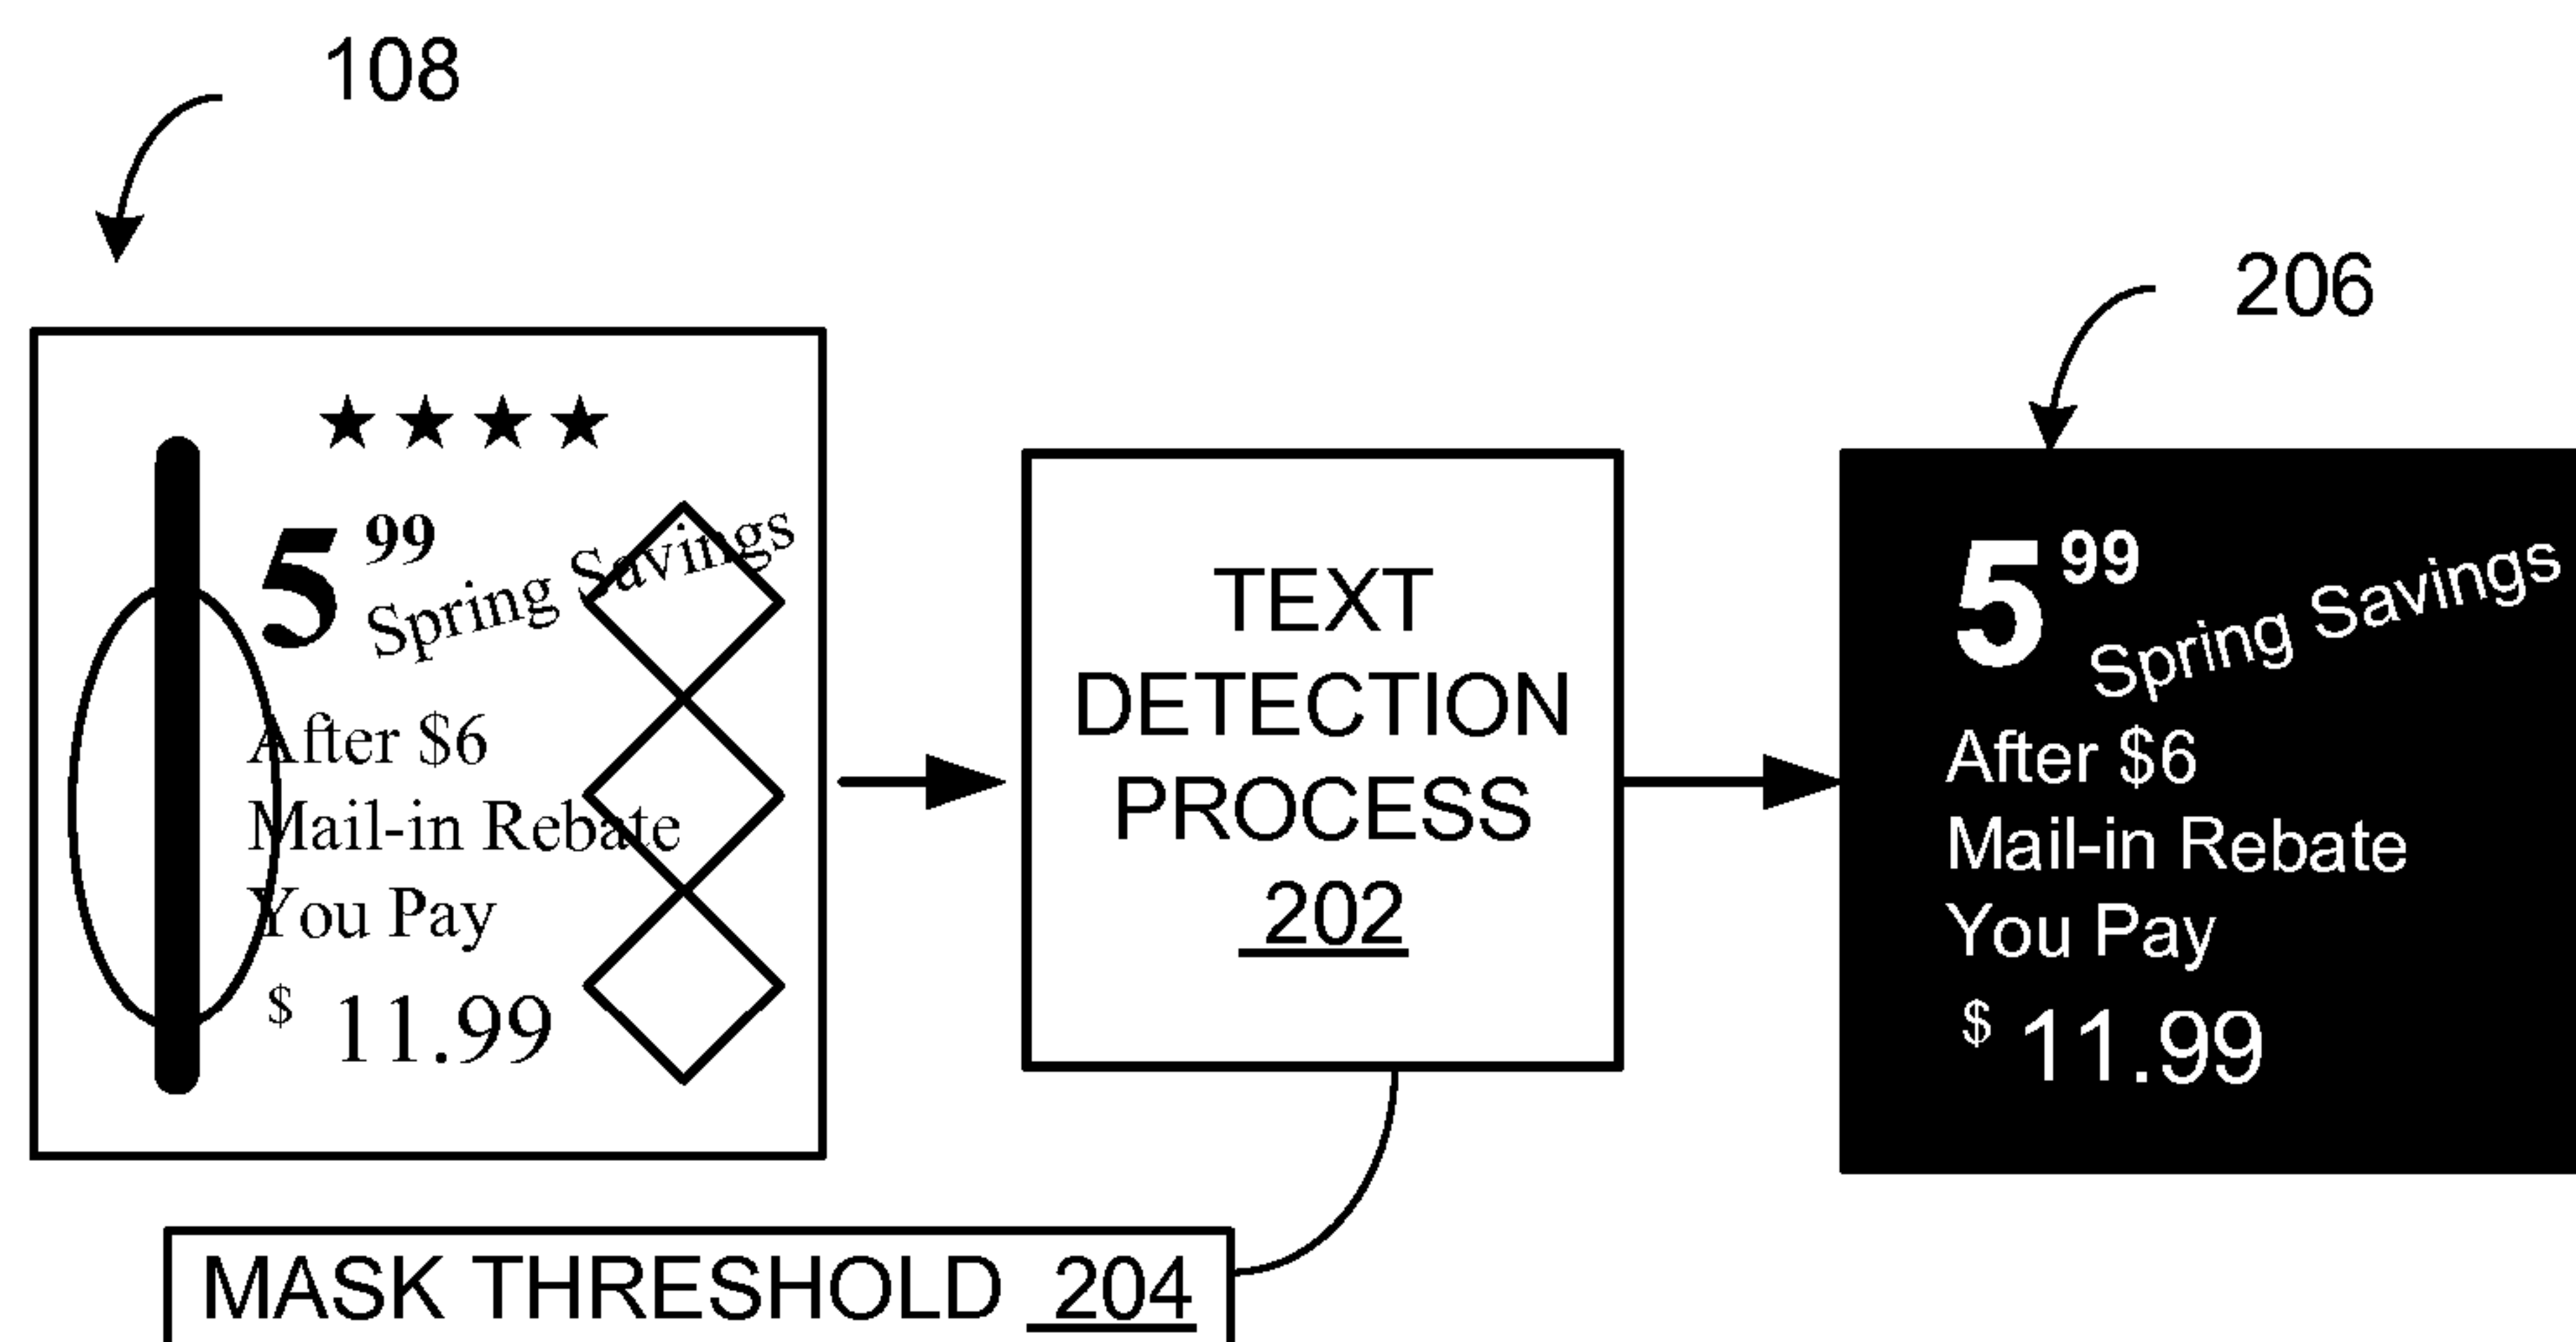 108
★★★★
5 99
Spring Savings
After $6
Mail-in Rebate
You Pay
$ 11.99
TEXT
DETECTION
PROCESS
202
MASK THRESHOLD 204
206
5 99
Spring Savings
After $6
Mail-in Rebate
You Pay
$ 11.99